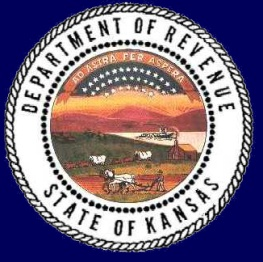 DEPARTMENT OF REVENUE
AD ASTRA PER ASPERA
STATE OF KANSAS